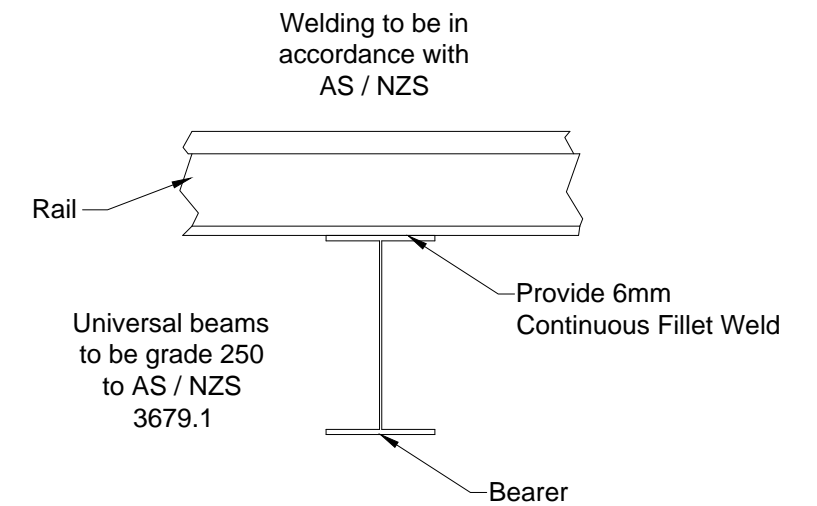 Welding to be in
accordance with
AS / NZS
Rail
Provide 6mm
Continuous Fillet Weld
Universal beams
to be grade 250
to AS / NZS
3679.1
Bearer